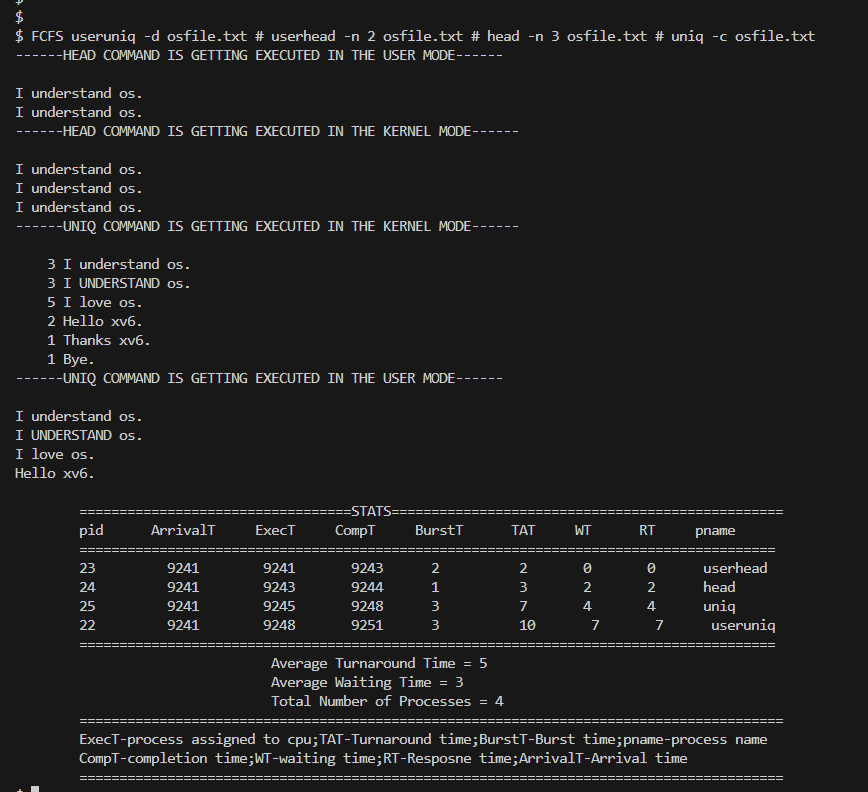 $
$
$ FCFS useruniq -d osfile.txt # userhead -n 2 osfile.txt # head -n 3 osfile.txt # uniq -c osfile.txt
------HEAD COMMAND IS GETTING EXECUTED IN THE USER MODE------
I understand os.
I understand os.
------HEAD COMMAND IS GETTING EXECUTED IN THE KERNEL MODE------
I understand os.
I understand os.
I understand os.
------UNIQ COMMAND IS GETTING EXECUTED IN THE KERNEL MODE------
3 I understand os.
3 I UNDERSTAND os.
5 I love os.
2 Hello xv6.
1 Thanks xv6.
1 Bye.
------UNIQ COMMAND IS GETTING EXECUTED IN THE USER MODE------
I understand os.
I UNDERSTAND os.
I love os.
Hello xv6.
==================================STATS=================================================
pid ArrivalT ExecT CompT BurstT TAT WT RT pname
=======================================================================================
23 9241 9241 9243 2 2 0 0 userhead
24 9241 9243 9244 1 3 2 2 head
25 9241 9245 9248 3 7 4 4 uniq
22 9241 9248 9251 3 10 7 7 useruniq
=======================================================================================
Average Turnaround Time = 5
Average Waiting Time = 3
Total Number of Processes = 4
========================================================================================
ExecT-process assigned to cpu;TAT-Turnaround time;BurstT-Burst time;pname-process name
CompT-completion time;WT-waiting time;RT-Resposne time;ArrivalT-Arrival time
========================================================================================
$